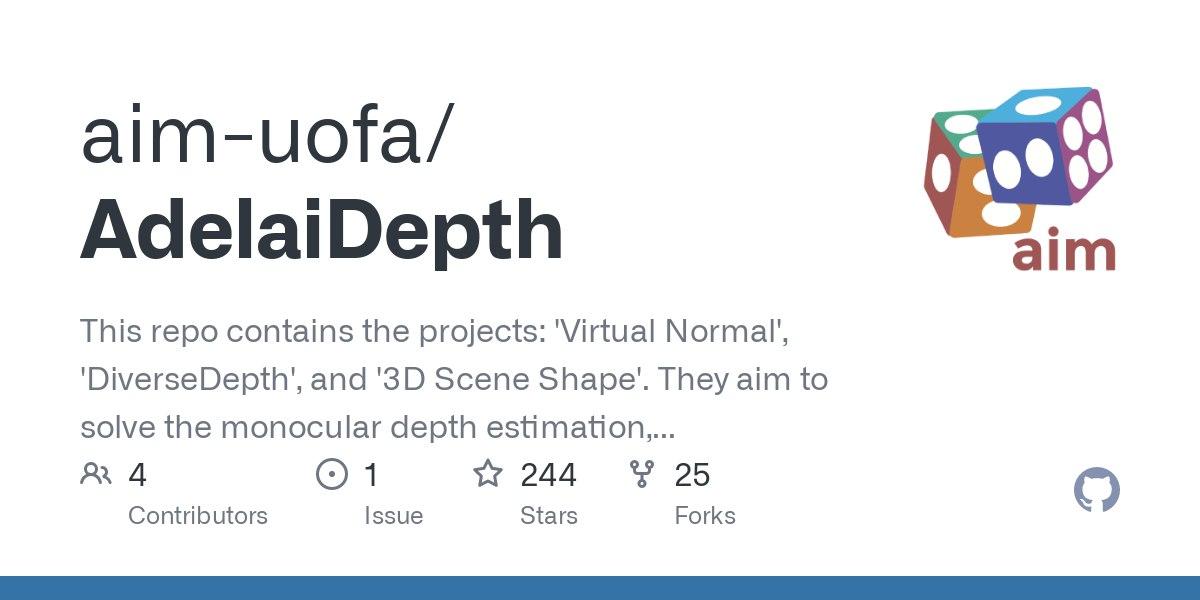 aim-uofa/
AdelaiDepth
aim
This repo contains the projects: 'Virtual Normal',
'DiverseDepth', and '3D Scene Shape'. They aim to
solve the monocular depth estimation,...
4 1 244 25
Contributors Issue Stars Forks